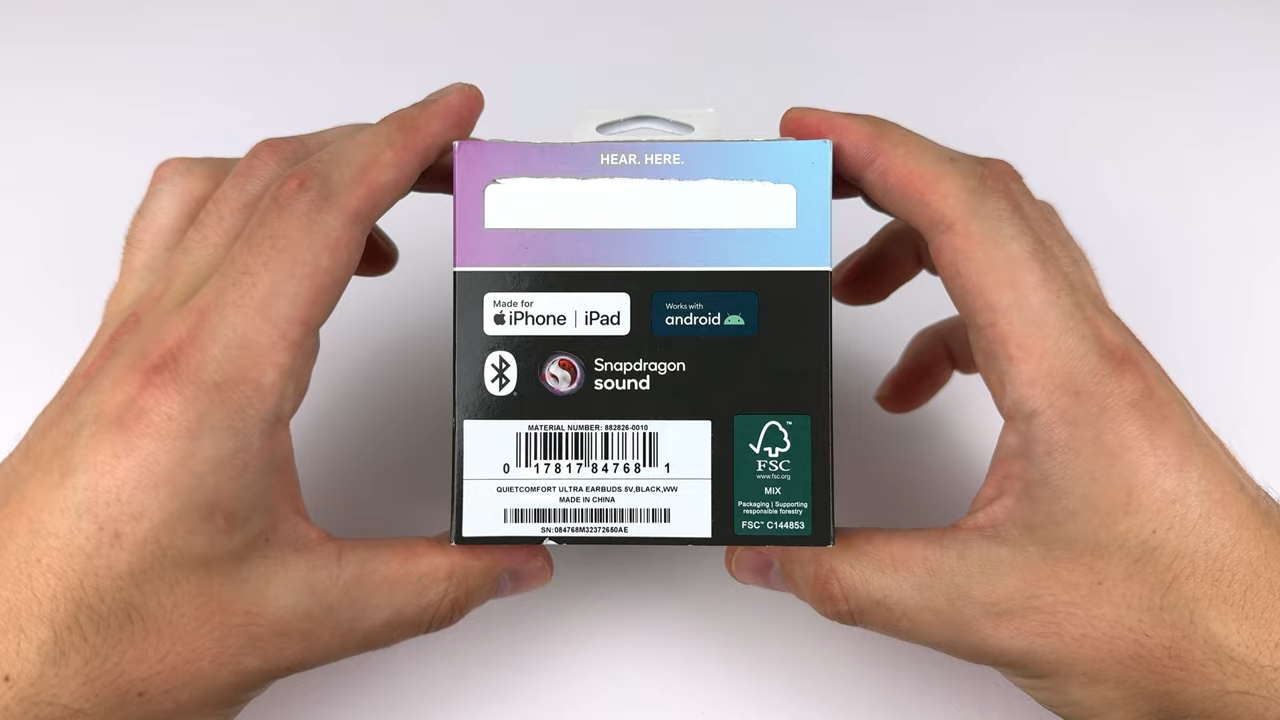 HEAR. HERE.
Made for
iPhone | iPad
Works with
android
Snapdragon
sound
MATERIAL NUMBER: 882826-0010
0 17817 84768 1
QUIETCOMFORT ULTRA EARBUDS 5V,BLACK,WW
MADE IN CHINA
SN:084768M32372650AE
FSC
www.fsc.org
MIX
Packaging | Supporting
responsible forestry
FSC™ C144853